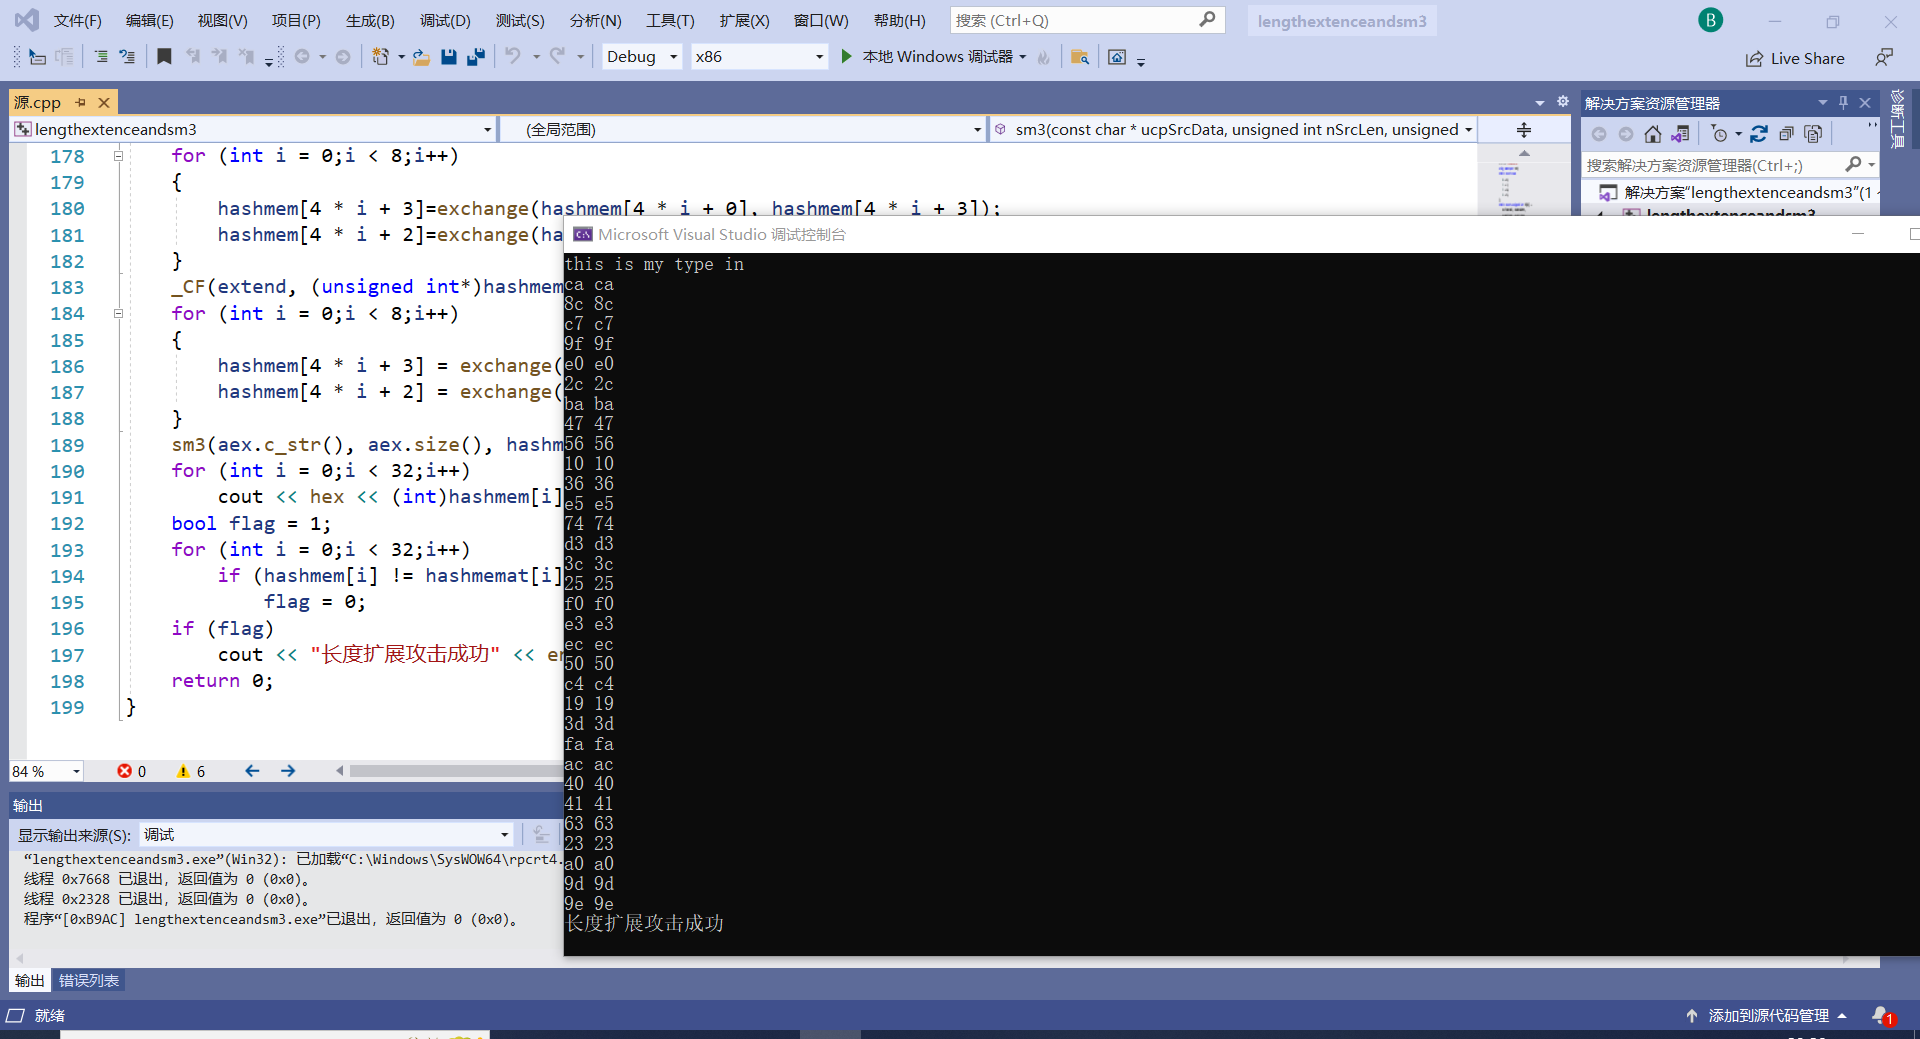 文件(F) 编辑(E) 视图(V) 项目(P) 生成(B) 调试(D) 测试(S) 分析(N) 工具(T) 扩展(X) 窗口(W) 帮助(H) 搜索 (Ctrl+Q) lengthextenceandsm3 B
Debug x86 本地 Windows 调试器 Live Share
源.cpp
lengthextenceandsm3 (全局范围) sm3(const char * ucpSrcData, unsigned int nSrcLen, unsigned
178 for (int i = 0;i < 8;i++)
179 {
180 hashmem[4 * i + 3]=exchange(hashmem[4 * i + 0], hashmem[4 * i + 3]);
181 hashmem[4 * i + 2]=exchange(ha
182 }
183 _CF(extend, (unsigned int*)hashmem
184 for (int i = 0;i < 8;i++)
185 {
186 hashmem[4 * i + 3] = exchange(
187 hashmem[4 * i + 2] = exchange(
188 }
189 sm3(aex.c_str(), aex.size(), hashm
190 for (int i = 0;i < 32;i++)
191 cout << hex << (int)hashmem[i]
192 bool flag = 1;
193 for (int i = 0;i < 32;i++)
194 if (hashmem[i] != hashmemat[i]
195 flag = 0;
196 if (flag)
197 cout << "长度扩展攻击成功" << en
198 return 0;
199 }
84 % 0 6
输出
显示输出来源(S): 调试
“lengthextenceandsm3.exe”(Win32): 已加载“C:\Windows\SysWOW64\rpcrt4.
线程 0x7668 已退出，返回值为 0 (0x0)。
线程 0x2328 已退出，返回值为 0 (0x0)。
程序“[0xB9AC] lengthextenceandsm3.exe”已退出，返回值为 0 (0x0)。
输出 错误列表
Microsoft Visual Studio 调试控制台
this is my type in
ca ca
8c 8c
c7 c7
9f 9f
e0 e0
2c 2c
ba ba
47 47
56 56
10 10
36 36
e5 e5
74 74
d3 d3
3c 3c
25 25
f0 f0
e3 e3
ec ec
50 50
c4 c4
19 19
3d 3d
fa fa
ac ac
40 40
41 41
63 63
23 23
a0 a0
9d 9d
9e 9e
长度扩展攻击成功
解决方案资源管理器
搜索解决方案资源管理器(Ctrl+;)
解决方案“lengthextenceandsm3”(1
lengthextenceandsm3
诊断工具
就绪 添加到源代码管理 1